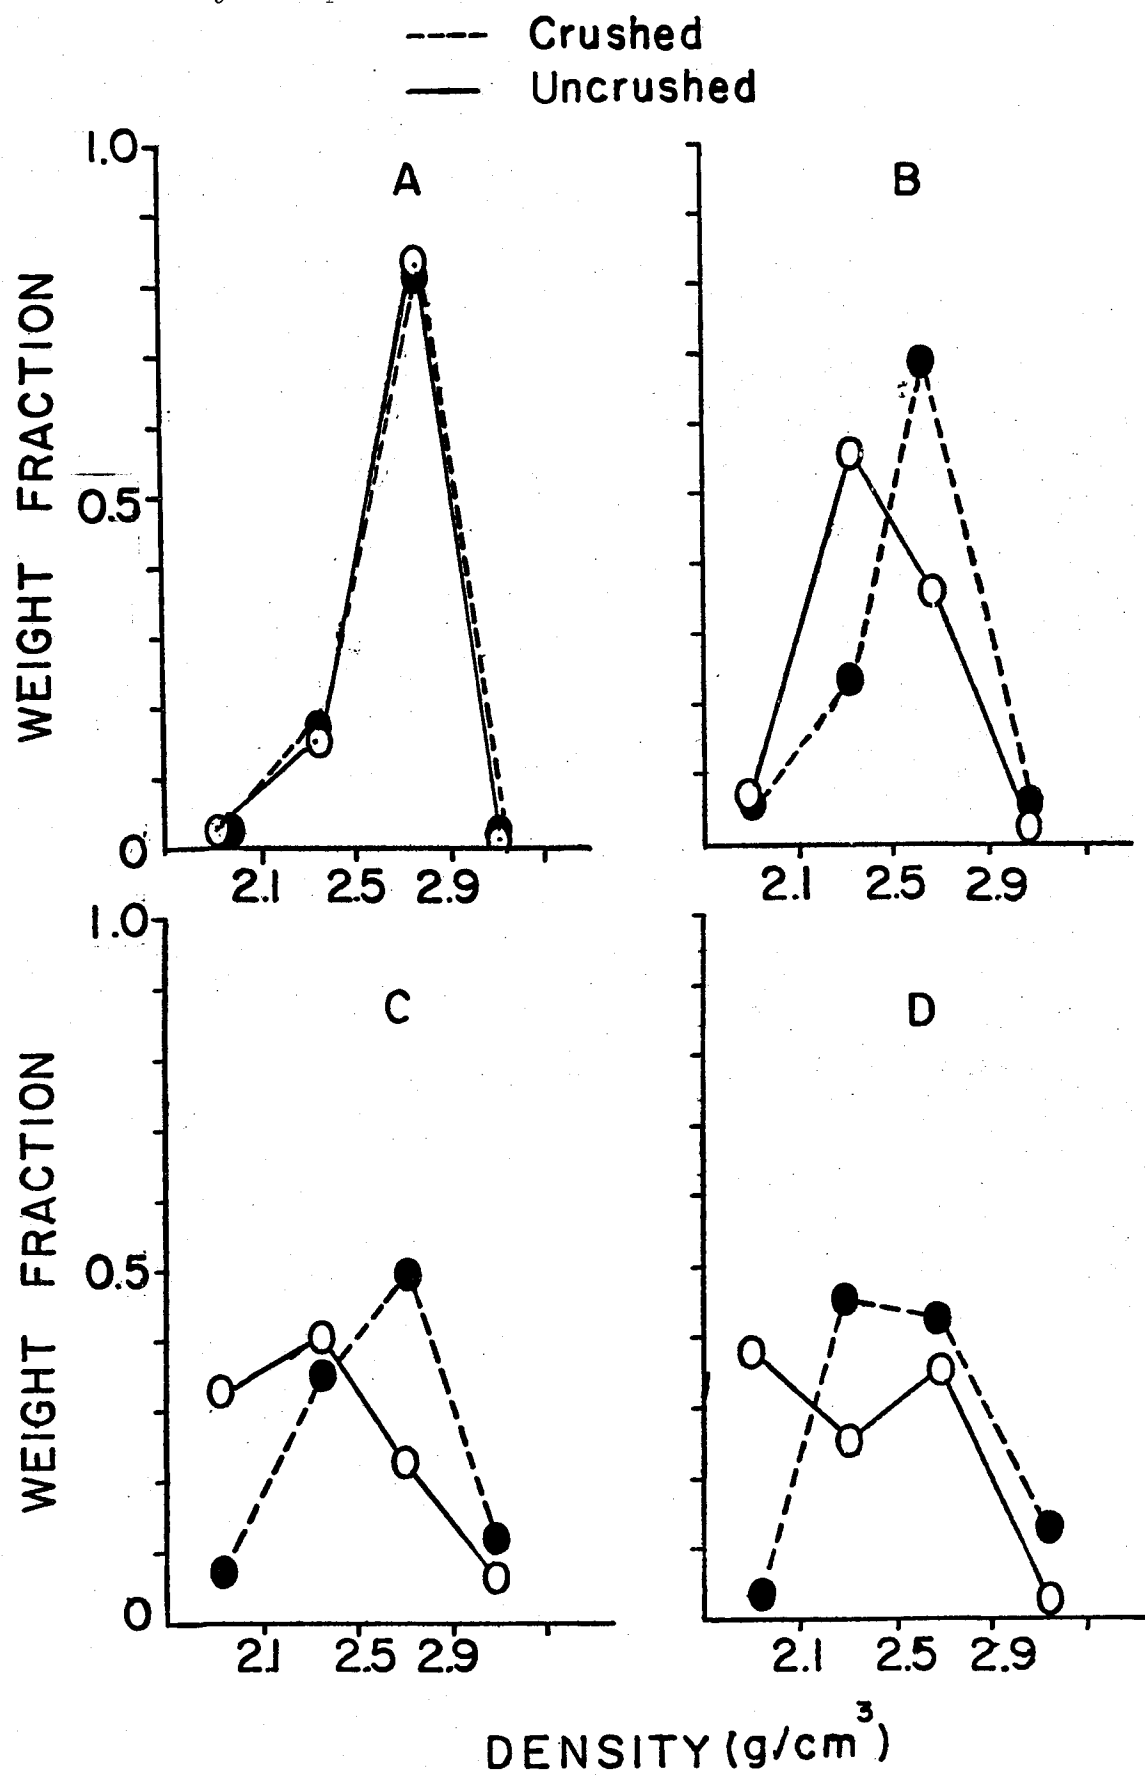 Crushed
Uncrushed
A
B
WEIGHT FRACTION
1.0
0.5
0
2.1 2.5 2.9
2.1 2.5 2.9
C
D
WEIGHT FRACTION
1.0
0.5
0
2.1 2.5 2.9
2.1 2.5 2.9
DENSITY (g/cm³)